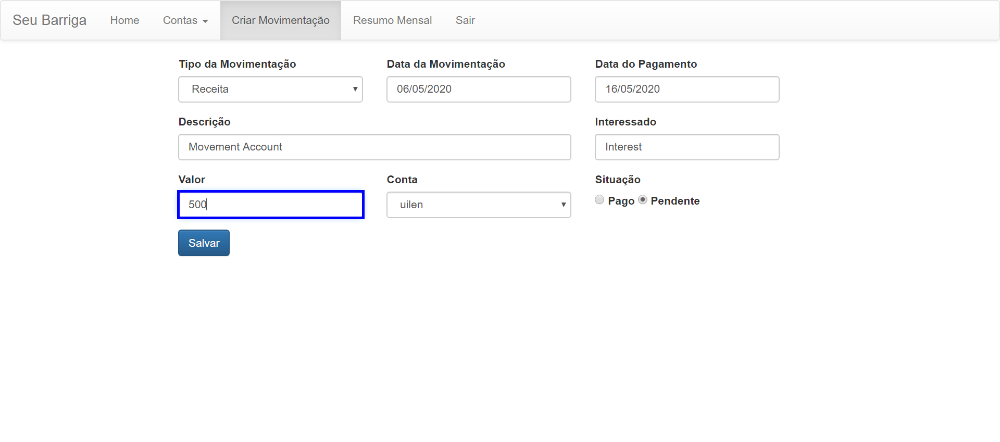 Seu Barriga Home Contas Criar Movimentação Resumo Mensal Sair
Tipo da Movimentação Data da Movimentação Data do Pagamento
Receita 06/05/2020 16/05/2020
Descrição Interessado
Movement Account Interest
Valor Conta Situação
500 uilen Pago Pendente
Salvar